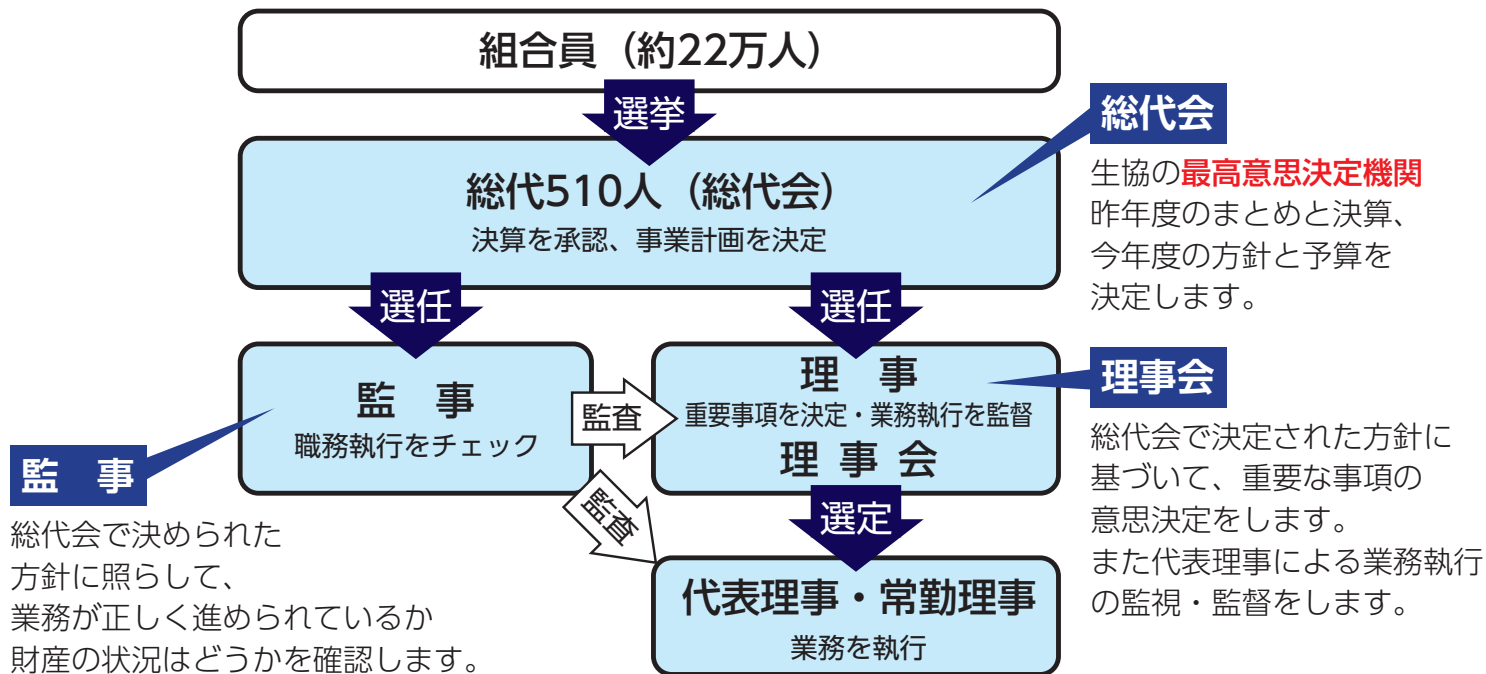 組合員（約22万人）
選挙
総代510人（総代会）
決算を承認、事業計画を決定
総代会
生協の最高意思決定機関
昨年度のまとめと決算、
今年度の方針と予算を
決定します。
選任
選任
監　事
職務執行をチェック
監査
理　事
重要事項を決定・業務執行を監督
理 事 会
理事会
総代会で決定された方針に
基づいて、重要な事項の
意思決定をします。
また代表理事による業務執行
の監視・監督をします。
監　事
総代会で決められた
方針に照らして、
業務が正しく進められているか
財産の状況はどうかを確認します。
監査
選定
代表理事・常勤理事
業務を執行